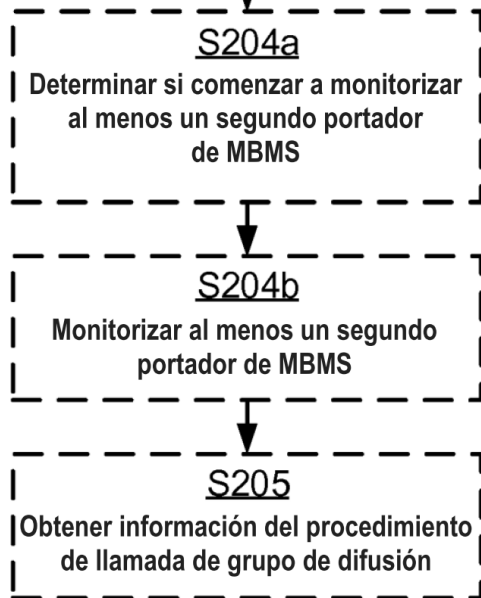 S204a
Determinar si comenzar a monitorizar
al menos un segundo portador
de MBMS
S204b
Monitorizar al menos un segundo
portador de MBMS
S205
Obtener información del procedimiento
de llamada de grupo de difusión